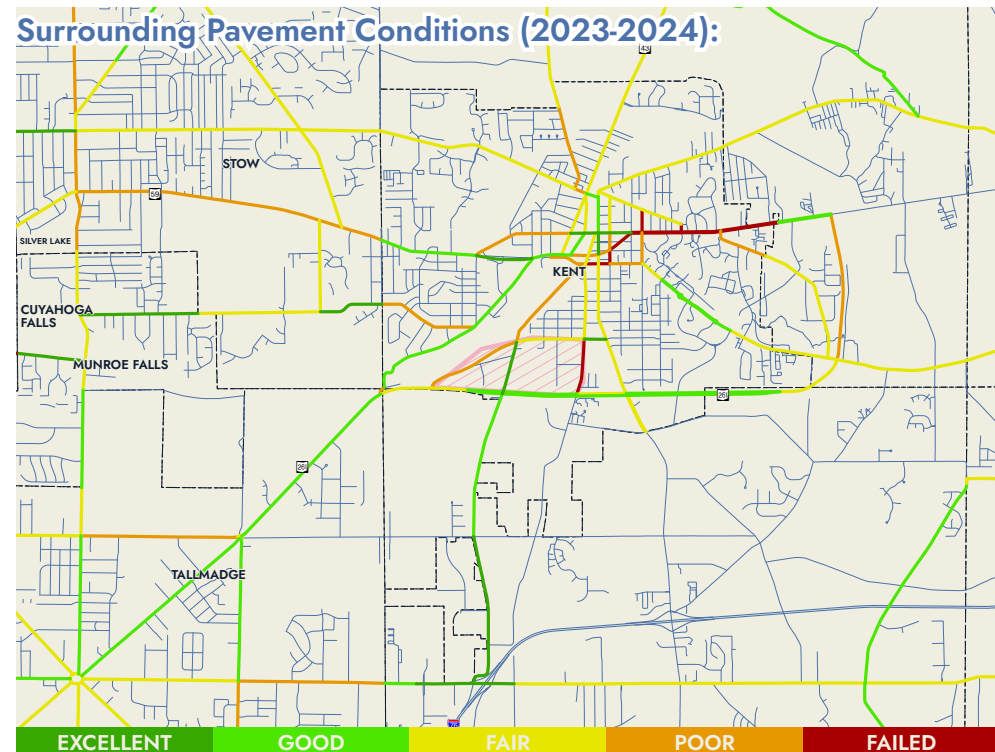 Surrounding Pavement Conditions (2023-2024):
43
STOW
59
SILVER LAKE
KENT
CUYAHOGA
FALLS
MUNROE FALLS
261
261
TALLMADGE
76
EXCELLENT GOOD FAIR POOR FAILED